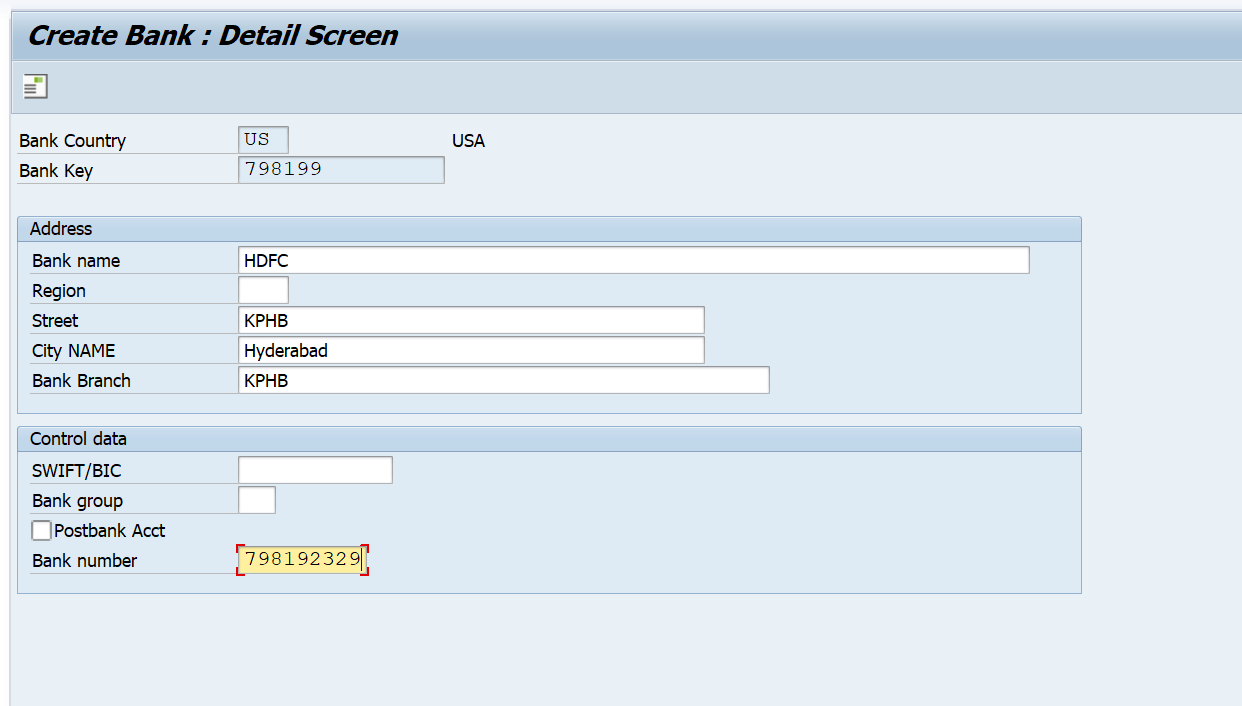 Create Bank : Detail Screen
Bank Country US USA
Bank Key 798199
Address
Bank name HDFC
Region
Street KPHB
City NAME Hyderabad
Bank Branch KPHB
Control data
SWIFT/BIC
Bank group
Postbank Acct
Bank number 798192329